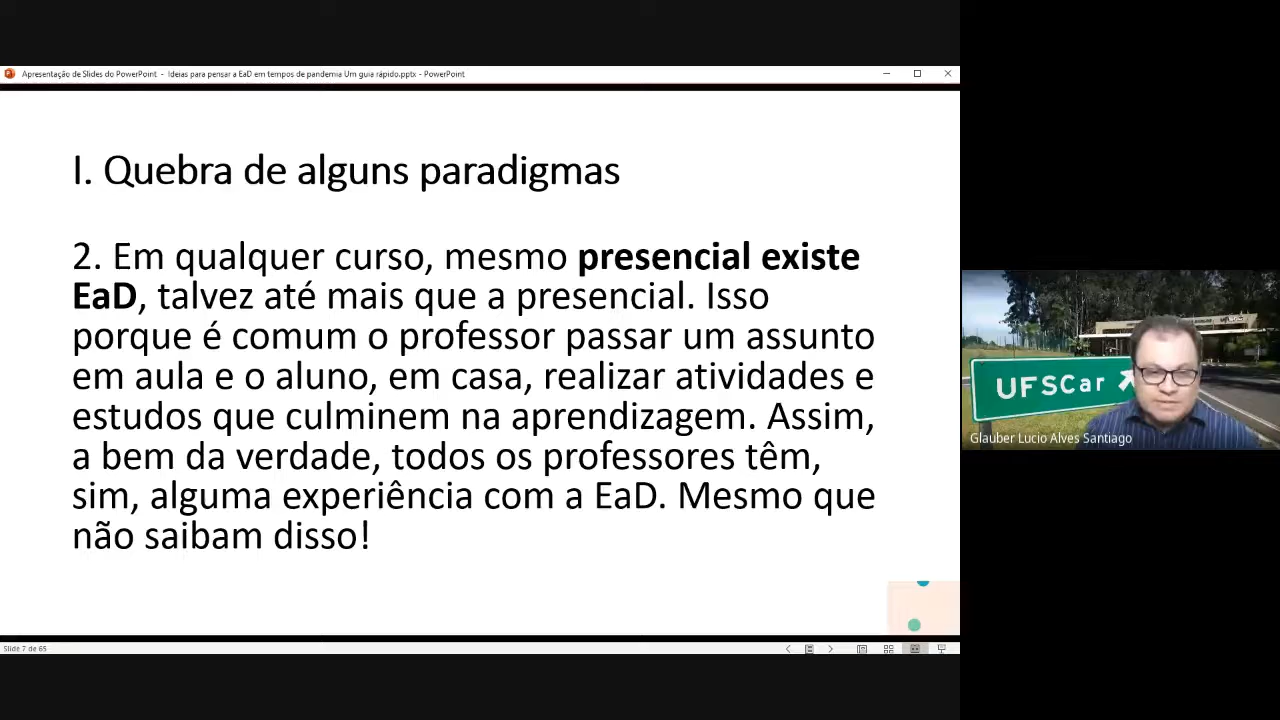 Apresentação de Slides do PowerPoint - Ideias para pensar a EaD em tempos de pandemia Um guia rápido.pptx - PowerPoint
I. Quebra de alguns paradigmas
2. Em qualquer curso, mesmo presencial existe
EaD, talvez até mais que a presencial. Isso
porque é comum o professor passar um assunto
em aula e o aluno, em casa, realizar atividades e
estudos que culminem na aprendizagem. Assim,
a bem da verdade, todos os professores têm,
sim, alguma experiência com a EaD. Mesmo que
não saibam disso!
UFSCar
Glauber Lucio Alves Santiago
Slide 7 de 65